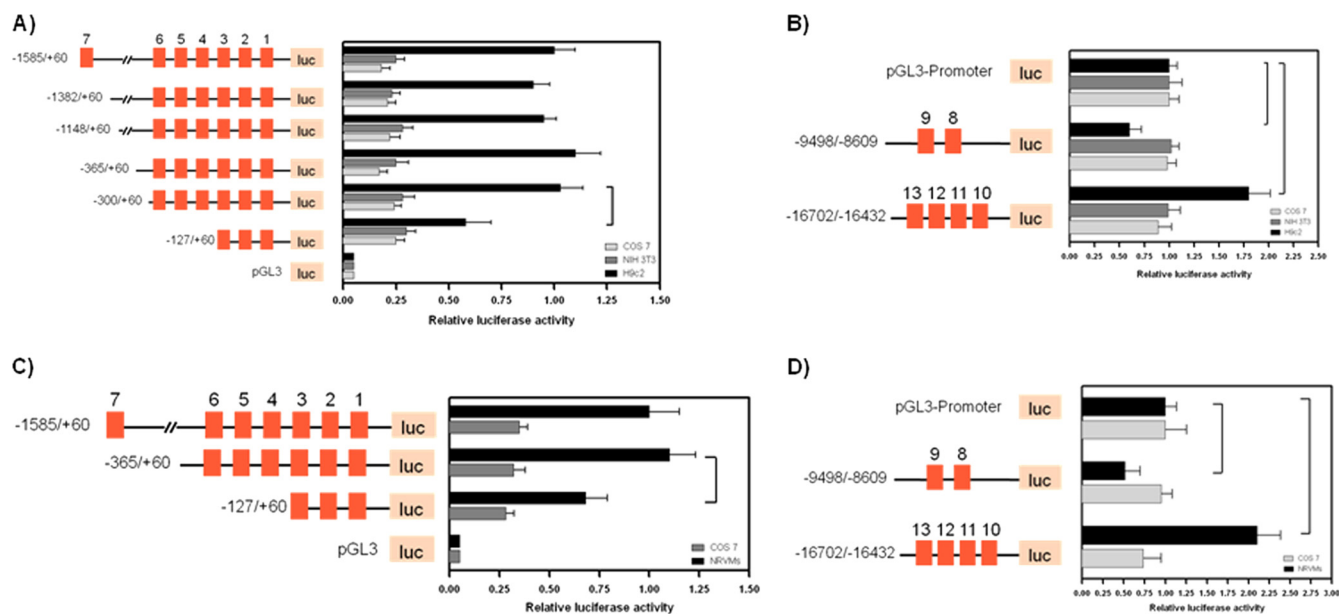 A)
7 6 5 4 3 2 1
-1585/+60 luc
-1382/+60 luc
-1148/+60 luc
-365/+60 luc
-300/+60 luc
-127/+60 luc
pGL3 luc
COS 7
NIH 3T3
H9c2
0.00 0.25 0.50 0.75 1.00 1.25 1.50
Relative luciferase activity
B)
pGL3-Promoter luc
9 8
-9498/-8609 luc
13 12 11 10
-16702/-16432 luc
COS 7
NIH 3T3
H9c2
0.00 0.25 0.50 0.75 1.00 1.25 1.50 1.75 2.00 2.25 2.50
Relative luciferase activity
C)
7 6 5 4 3 2 1
-1585/+60 luc
-365/+60 luc
-127/+60 luc
pGL3 luc
COS 7
NRVMs
0.00 0.25 0.50 0.75 1.00 1.25 1.50
Relative luciferase activity
D)
pGL3-Promoter luc
9 8
-9498/-8609 luc
13 12 11 10
-16702/-16432 luc
COS 7
NRVMs
0.00 0.25 0.50 0.75 1.00 1.25 1.50 1.75 2.00 2.25 2.50 2.75 3.00
Relative luciferase activity